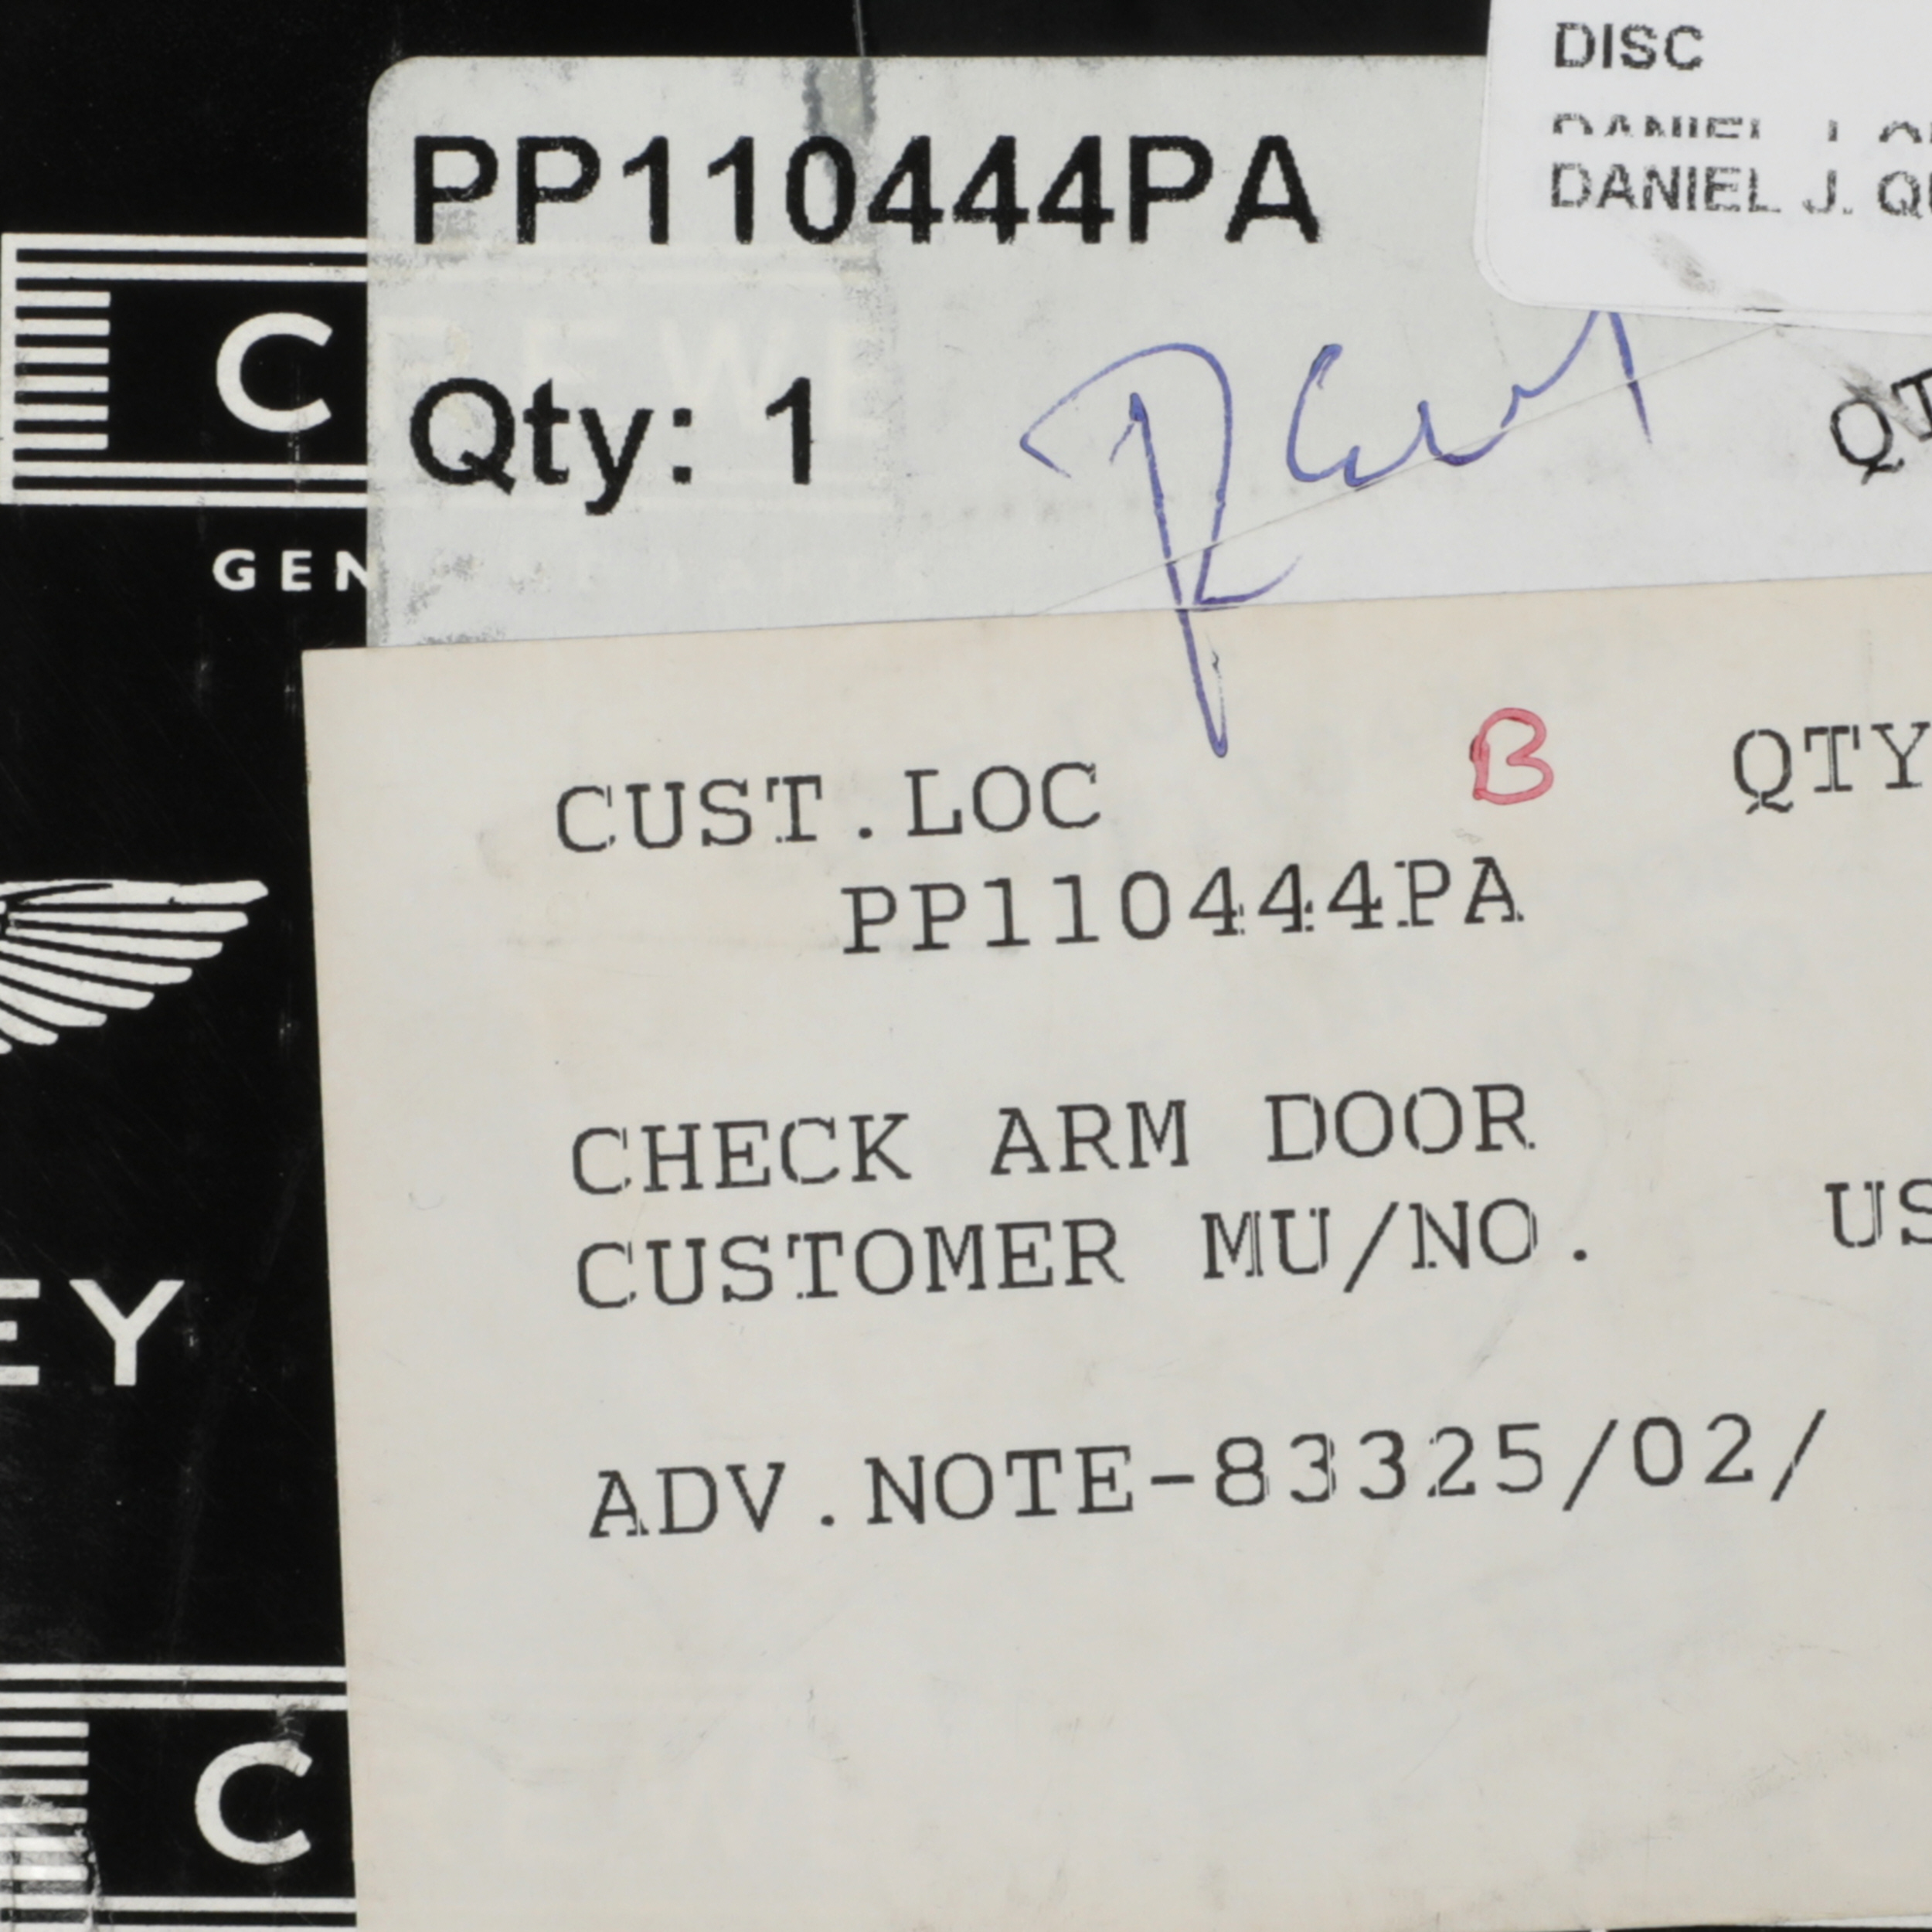 DISC
DANIEL J.
DANIEL J. QU
PP110444PA
Qty: 1
QT
C
GEN
CUST.LOC B QTY
PP110444PA
CHECK ARM DOOR
CUSTOMER MU/NO. US
ADV.NOTE-83325/02/
EY
C